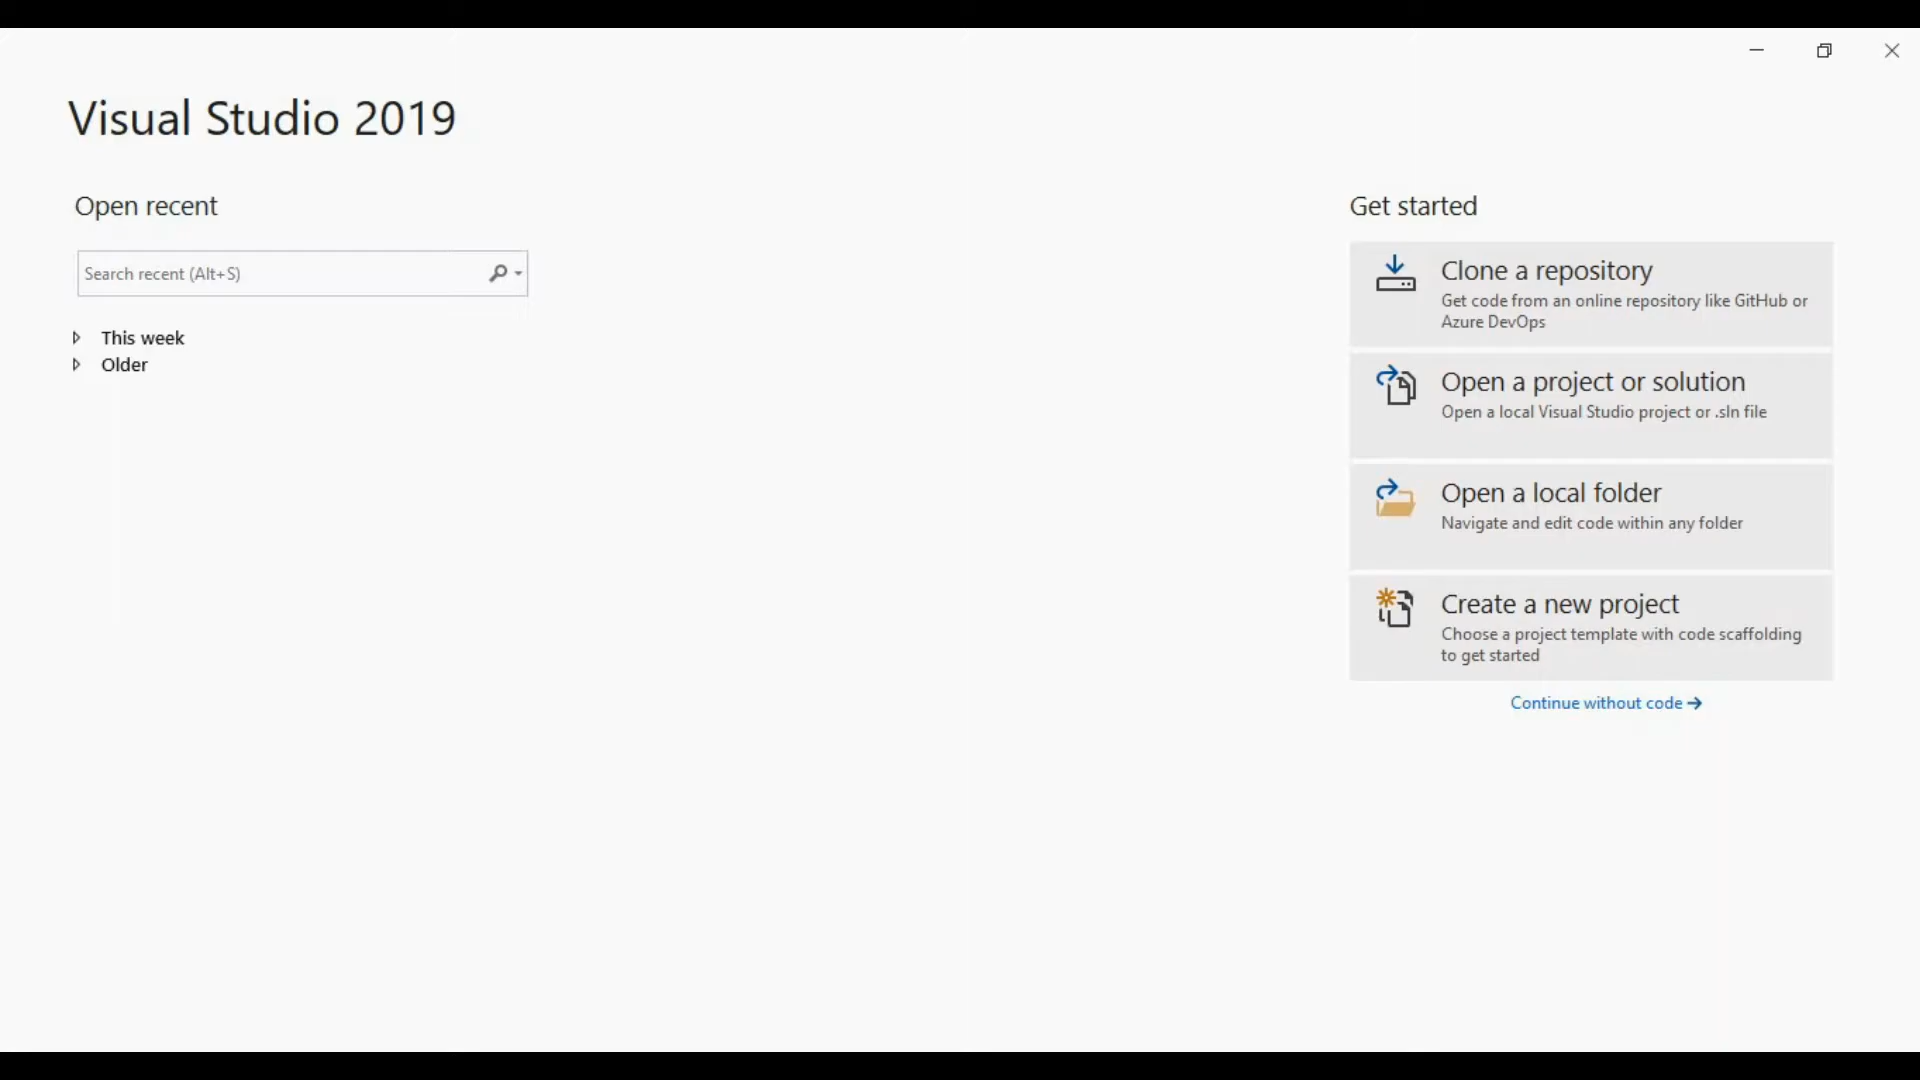 Visual Studio 2019
Open recent
Search recent (Alt+S)
This week
Older
Get started
Clone a repository
Get code from an online repository like GitHub or
Azure DevOps
Open a project or solution
Open a local Visual Studio project or .sln file
Open a local folder
Navigate and edit code within any folder
Create a new project
Choose a project template with code scaffolding
to get started
Continue without code →